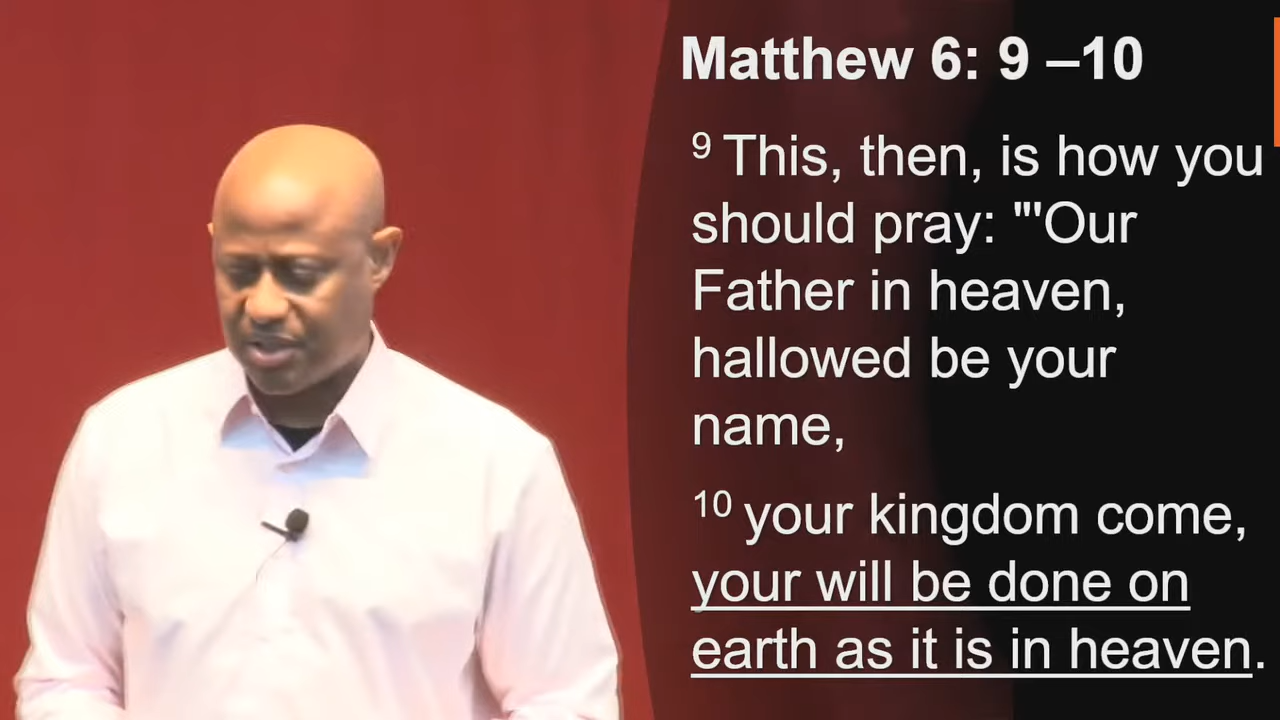 Matthew 6: 9 –10
9 This, then, is how you
should pray: "'Our
Father in heaven,
hallowed be your
name,
10 your kingdom come,
your will be done on
earth as it is in heaven.